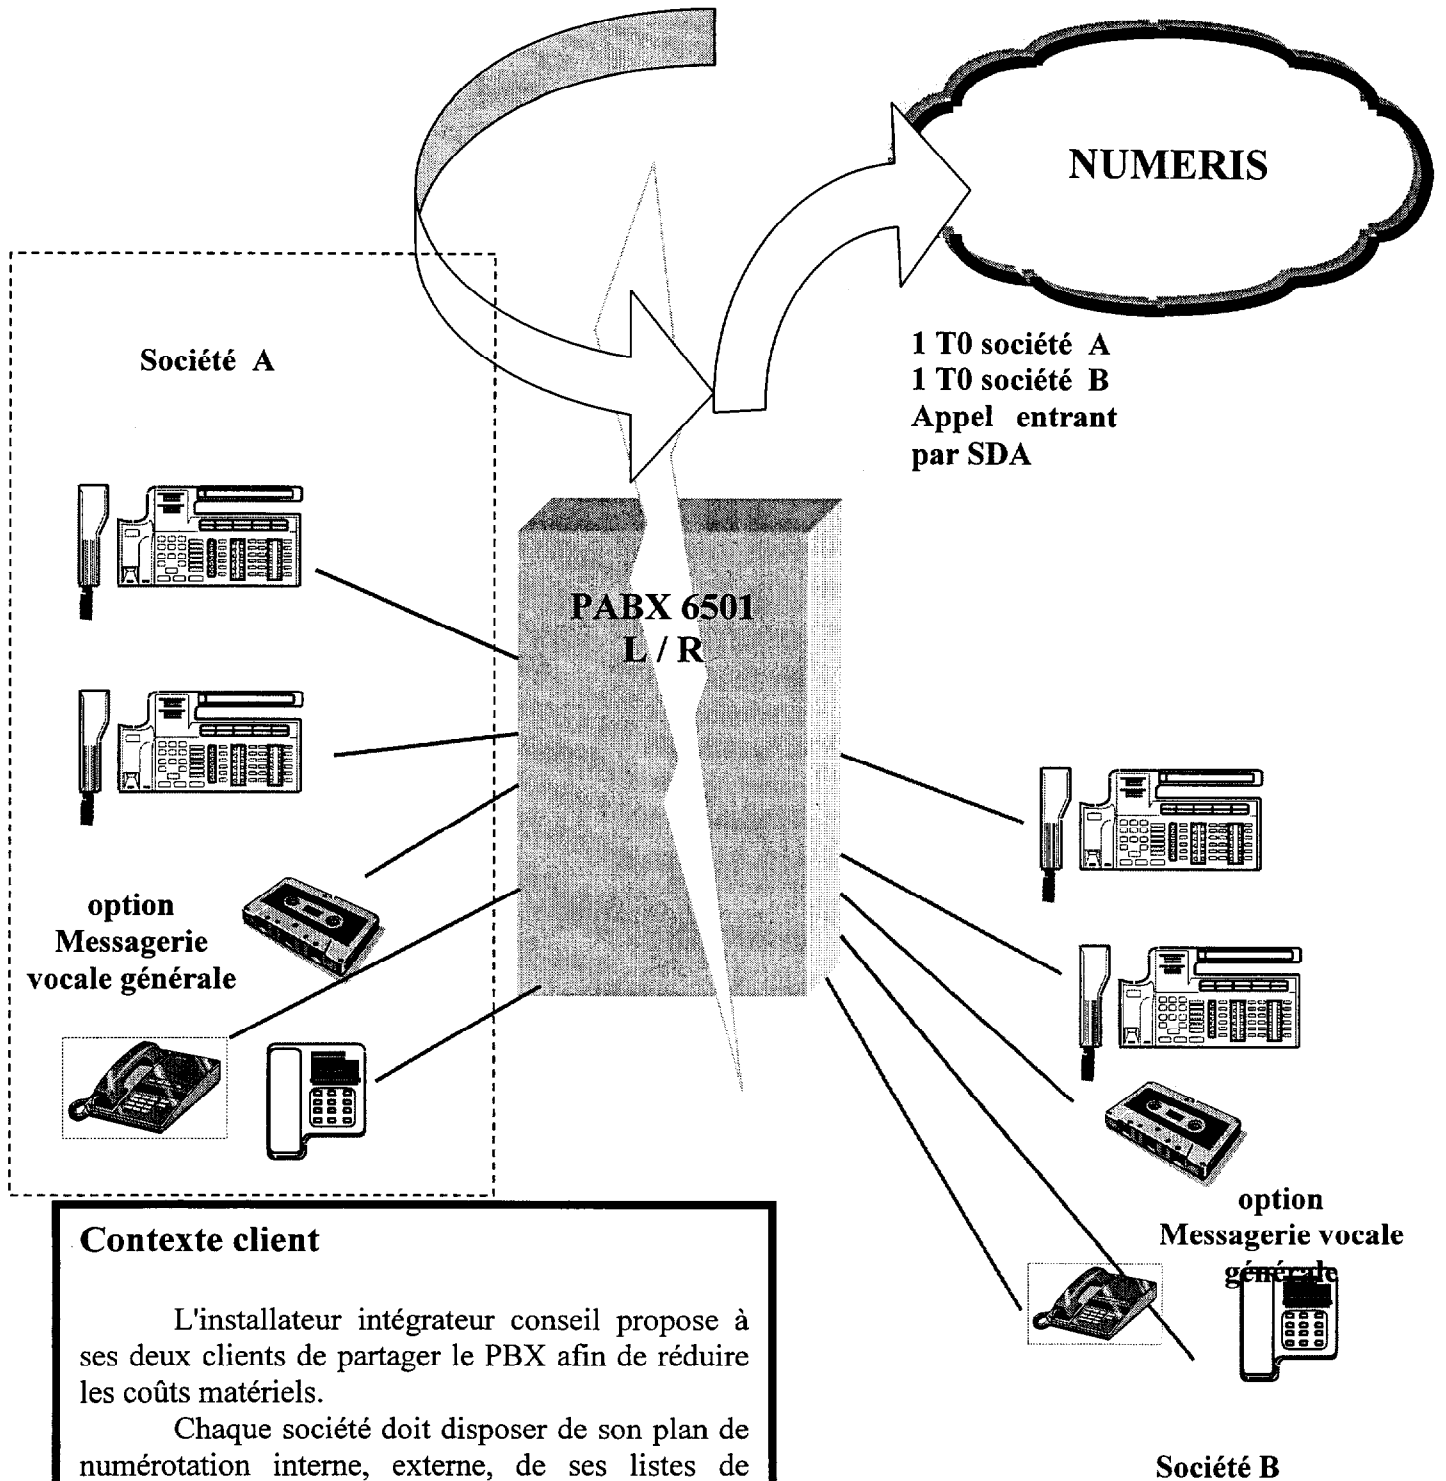 NUMERIS
Société A
1 T0 société A
1 T0 société B
Appel entrant
par SDA
PABX 6501
L / R
option
Messagerie
vocale générale
option
Messagerie vocale
générale
Contexte client
L'installateur intégrateur conseil propose à
ses deux clients de partager le PBX afin de réduire
les coûts matériels.
Chaque société doit disposer de son plan de
numérotation interne, externe, de ses listes de
Société B